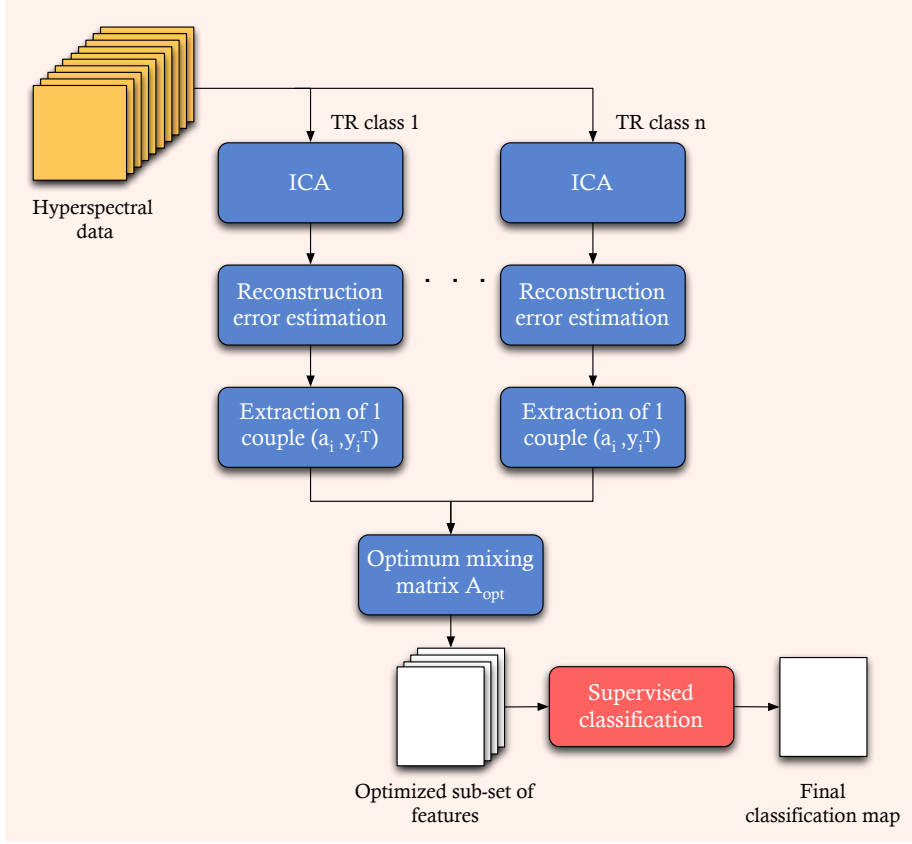 TR class 1
TR class n
ICA
ICA
Hyperspectral
data
Reconstruction
error estimation
. . .
Reconstruction
error estimation
Extraction of 1
couple (aᵢ ,yᵢᵀ)
Extraction of 1
couple (aᵢ ,yᵢᵀ)
Optimum mixing
matrix Aₒₚₜ
Supervised
classification
Optimized sub-set of
features
Final
classification map